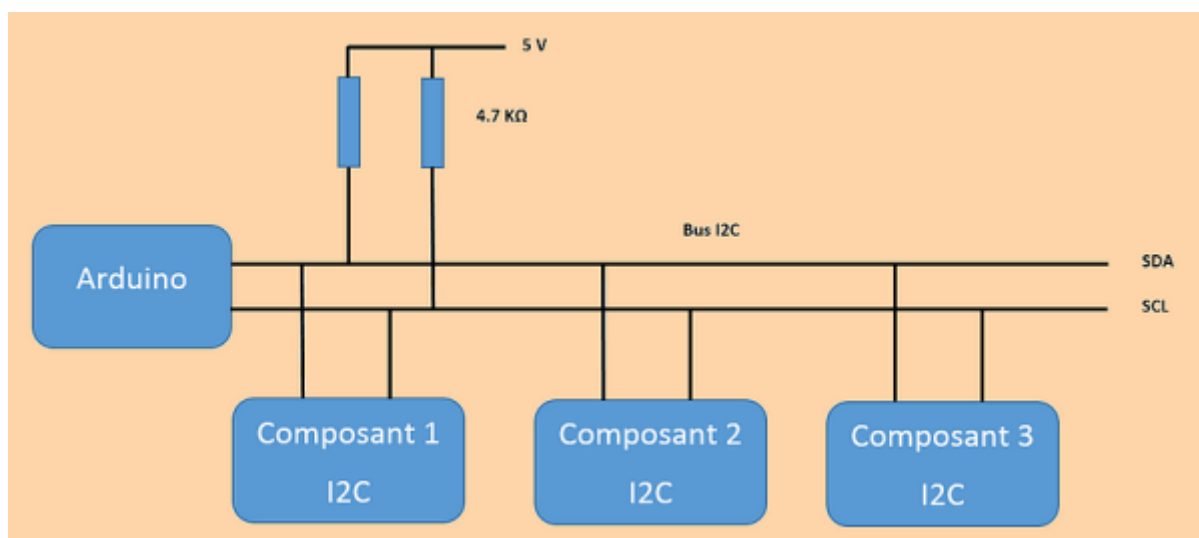 5 V
4.7 KΩ
Bus I2C
Arduino
SDA
SCL
Composant 1
I2C
Composant 2
I2C
Composant 3
I2C